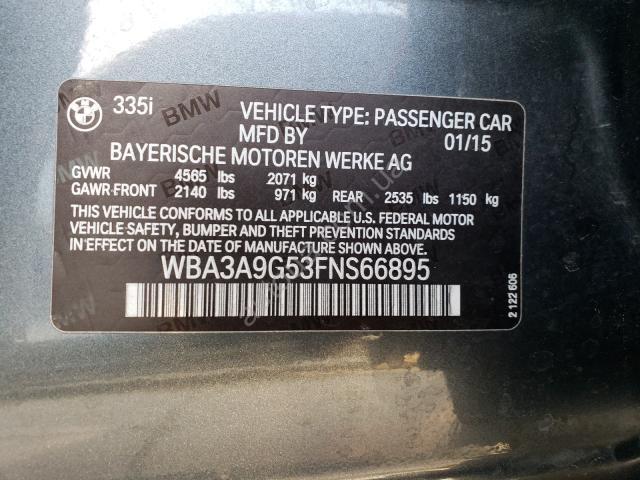 335i VEHICLE TYPE: PASSENGER CAR
MFD BY 01/15
BAYERISCHE MOTOREN WERKE AG
GVWR 4565 lbs 2071 kg
GAWR FRONT 2140 lbs 971 kg REAR 2535 lbs 1150 kg
THIS VEHICLE CONFORMS TO ALL APPLICABLE U.S. FEDERAL MOTOR
VEHICLE SAFETY, BUMPER AND THEFT PREVENTION STANDARDS
IN EFFECT ON THE DATE OF MANUFACTURE SHOWN ABOVE.
WBA3A9G53FNS66895
2 122 606
BMW
BMW